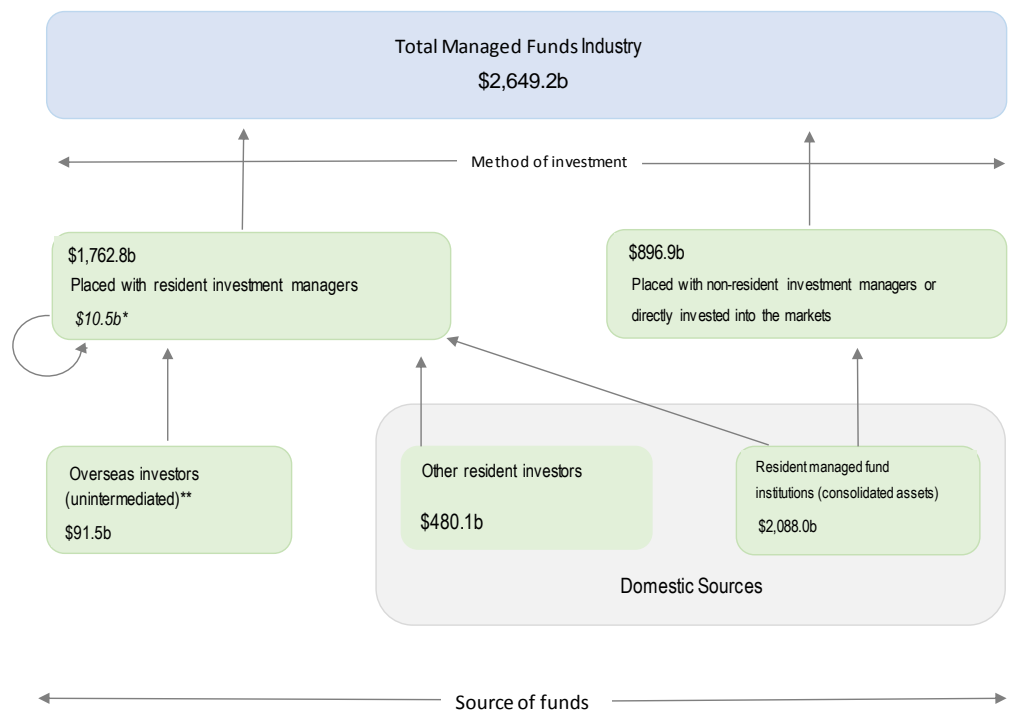 Total Managed Funds Industry
$2,649.2b
Method of investment
$1,762.8b
Placed with resident investment managers
$10.5b*
$896.9b
Placed with non-resident investment managers or
directly invested into the markets
Overseas investors
(unintermediated)**
$91.5b
Other resident investors
$480.1b
Resident managed fund
institutions (consolidated assets)
$2,088.0b
Domestic Sources
Source of funds